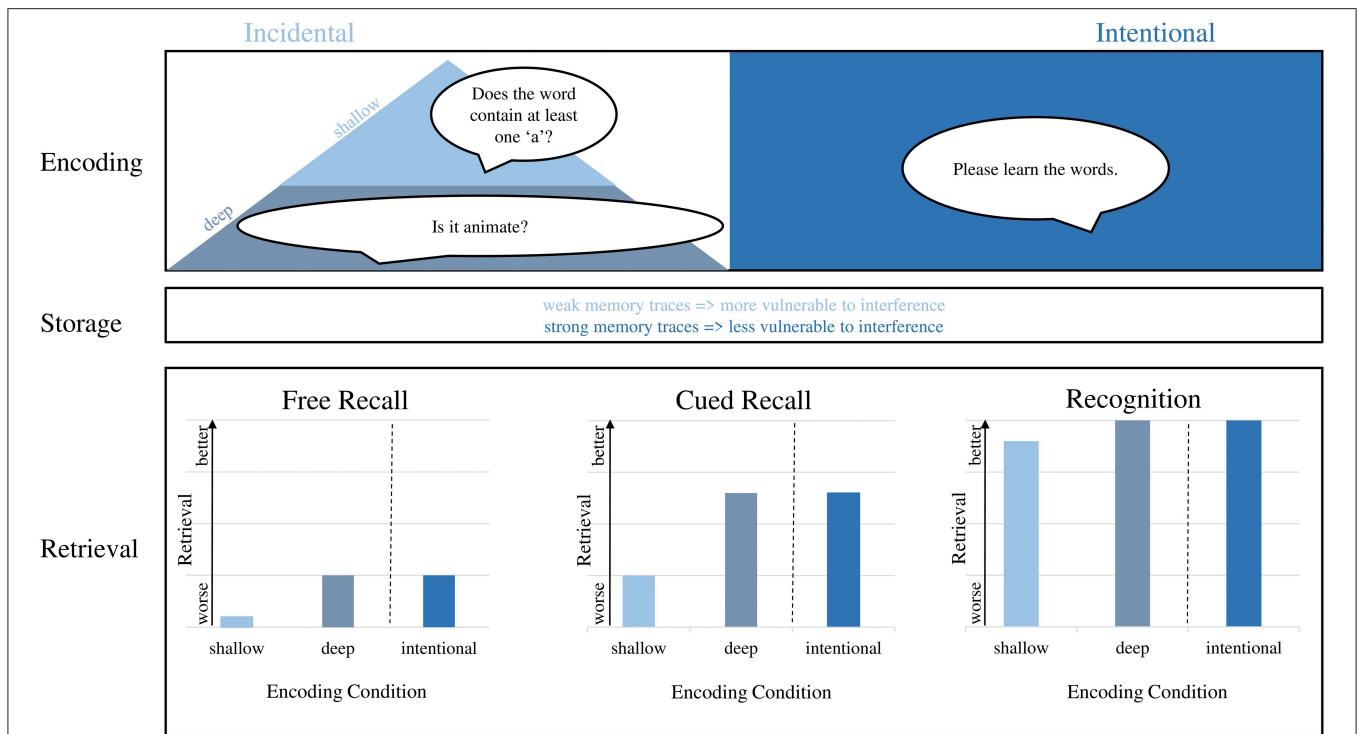 Incidental
Intentional
Encoding
shallow
Does the word
contain at least
one ‘a’?
deep
Is it animate?
Please learn the words.
Storage
weak memory traces => more vulnerable to interference
strong memory traces => less vulnerable to interference
Retrieval
Free Recall
better
Retrieval
worse
shallow deep intentional
Encoding Condition
Cued Recall
better
Retrieval
worse
shallow deep intentional
Encoding Condition
Recognition
better
Retrieval
worse
shallow deep intentional
Encoding Condition